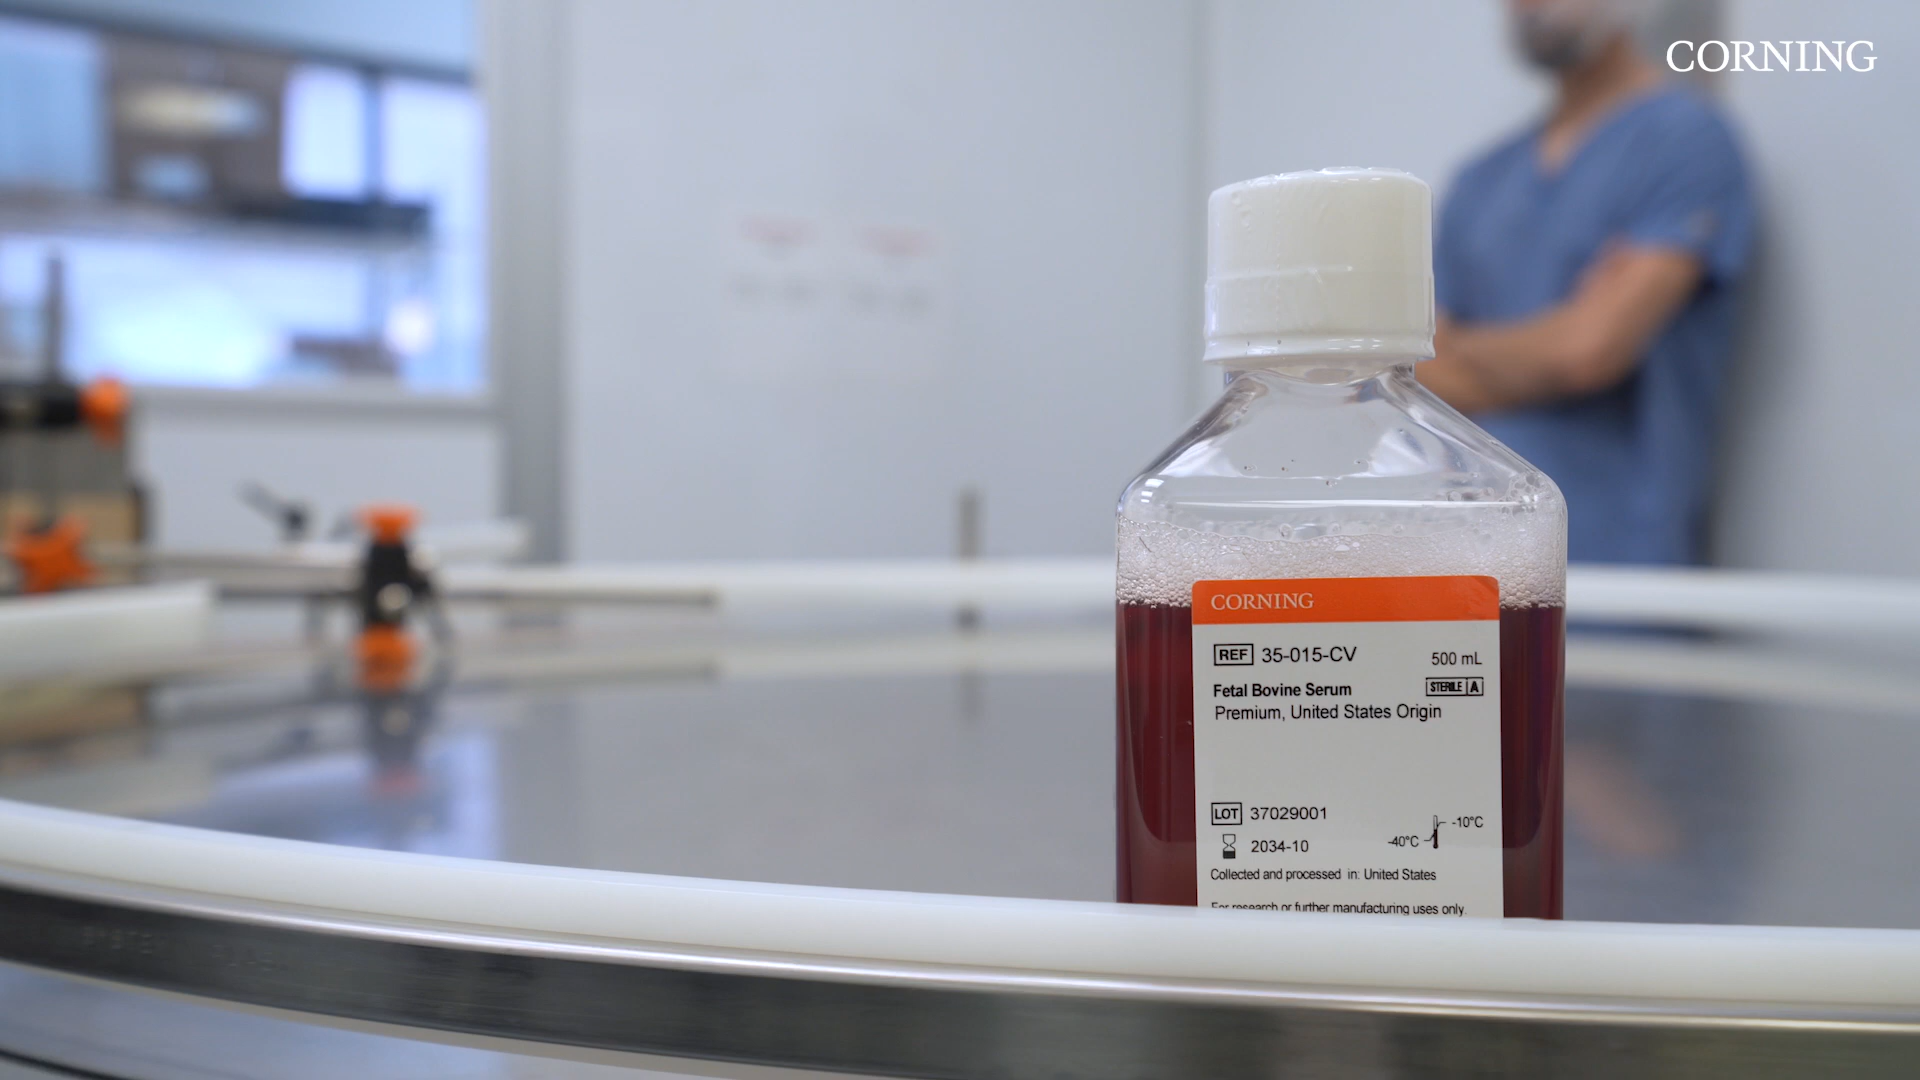 CORNING
CORNING
REF 35-015-CV
500 mL
Fetal Bovine Serum
STERILE A
Premium, United States Origin
LOT 37029001
2034-10
-10°C
-40°C
Collected and processed in: United States
For research or further manufacturing uses only.